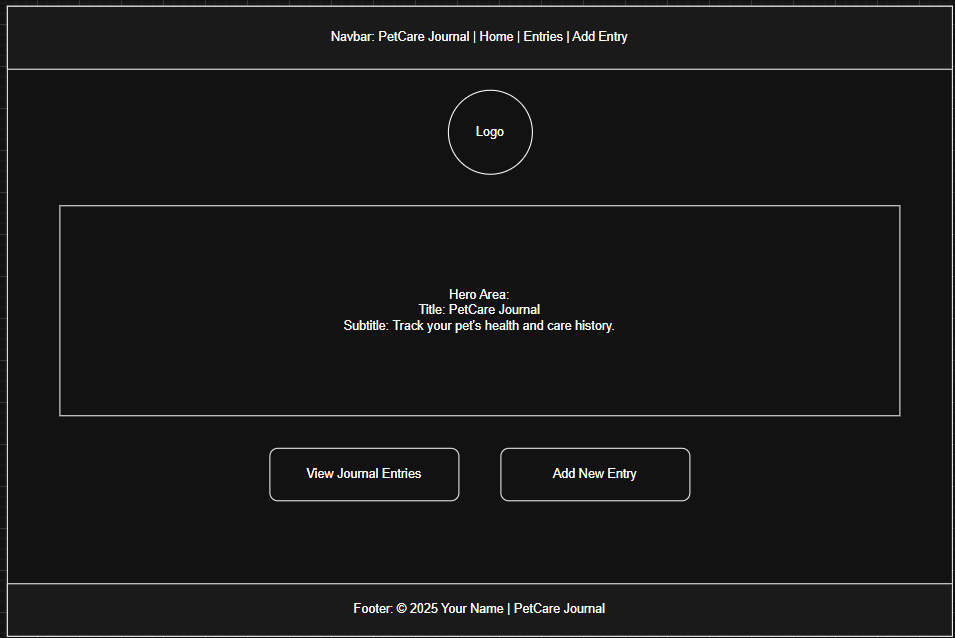 Navbar: PetCare Journal | Home | Entries | Add Entry
Logo
Hero Area:
Title: PetCare Journal
Subtitle: Track your pet's health and care history.
View Journal Entries
Add New Entry
Footer: © 2025 Your Name | PetCare Journal